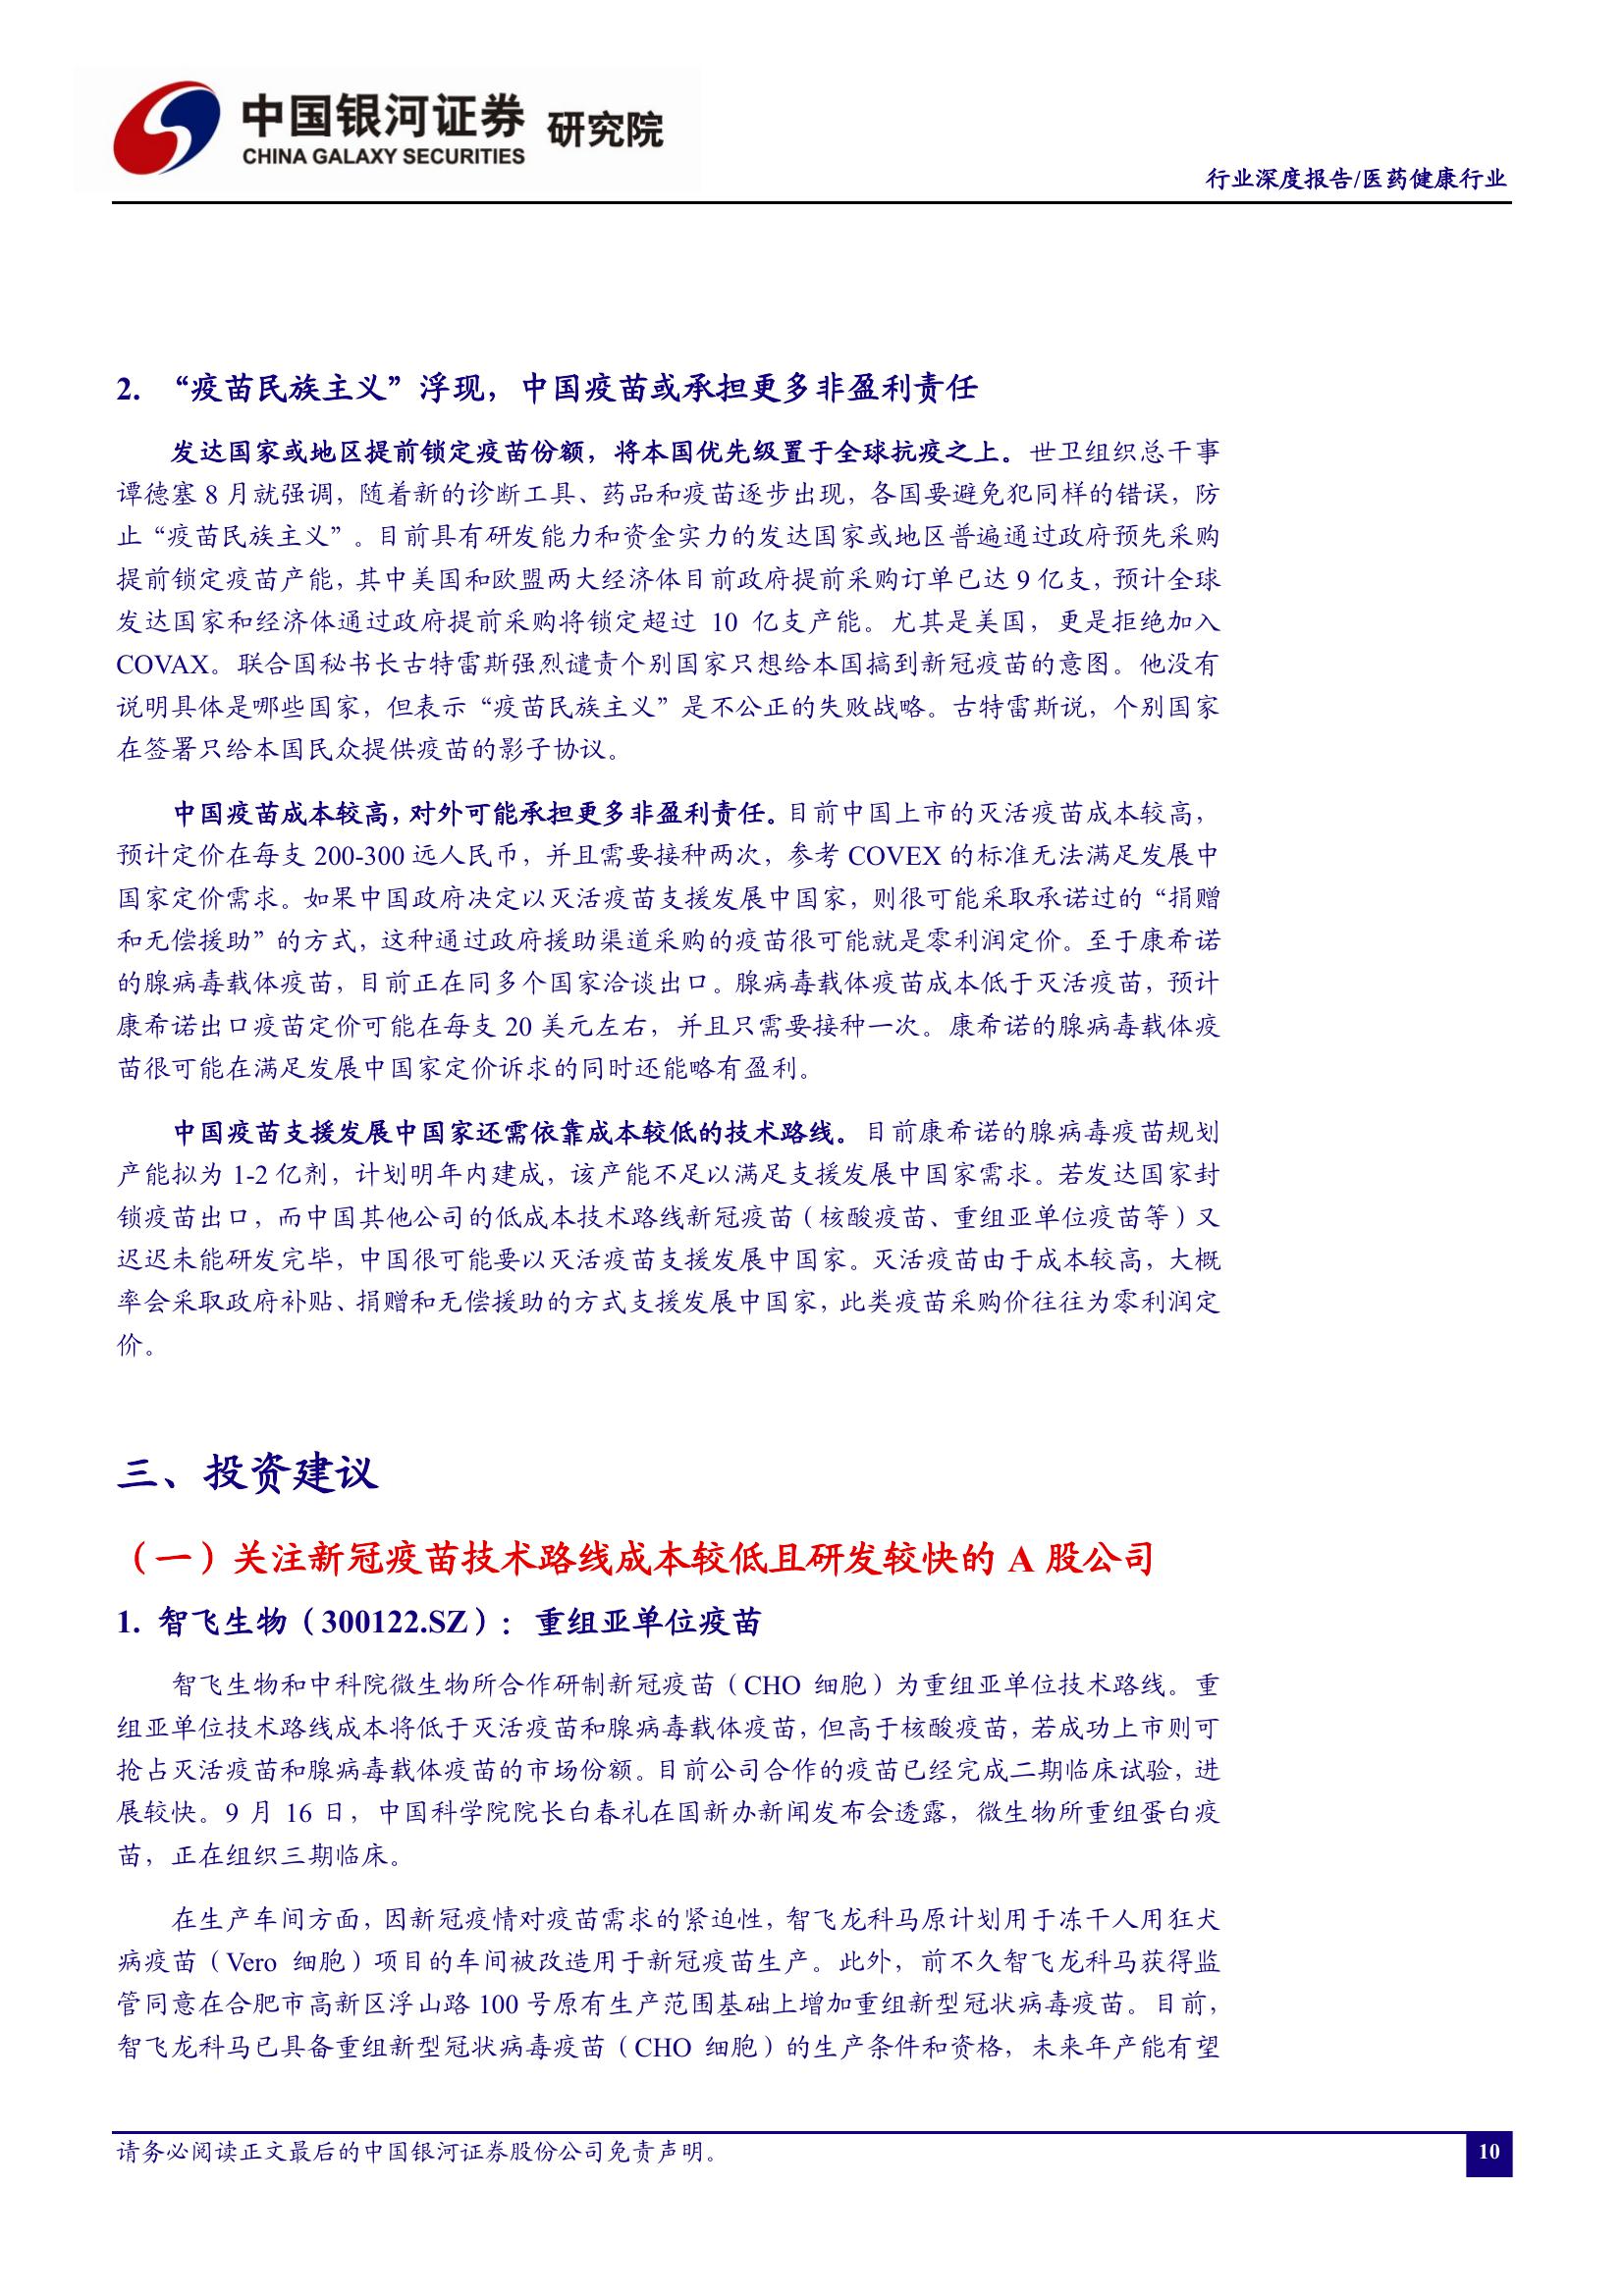 中国银河证券 研究院
CHINA GALAXY SECURITIES
行业深度报告/医药健康行业
2. “疫苗民族主义”浮现，中国疫苗或承担更多非盈利责任
发达国家或地区提前锁定疫苗份额，将本国优先级置于全球抗疫之上。世卫组织总干事
谭德塞 8 月就强调，随着新的诊断工具、药品和疫苗逐步出现，各国要避免犯同样的错误，防
止“疫苗民族主义”。目前具有研发能力和资金实力的发达国家或地区普遍通过政府预先采购
提前锁定疫苗产能，其中美国和欧盟两大经济体目前政府提前采购订单已达 9 亿支，预计全球
发达国家和经济体通过政府提前采购将锁定超过 10 亿支产能。尤其是美国，更是拒绝加入
COVAX。联合国秘书长古特雷斯强烈谴责个别国家只想给本国搞到新冠疫苗的意图。他没有
说明具体是哪些国家，但表示“疫苗民族主义”是不公正的失败战略。古特雷斯说，个别国家
在签署只给本国民众提供疫苗的影子协议。
中国疫苗成本较高，对外可能承担更多非盈利责任。目前中国上市的灭活疫苗成本较高，
预计定价在每支 200-300 远人民币，并且需要接种两次，参考 COVEX 的标准无法满足发展中
国家定价需求。如果中国政府决定以灭活疫苗支援发展中国家，则很可能采取承诺过的“捐赠
和无偿援助”的方式，这种通过政府援助渠道采购的疫苗很可能就是零利润定价。至于康希诺
的腺病毒载体疫苗，目前正在同多个国家洽谈出口。腺病毒载体疫苗成本低于灭活疫苗，预计
康希诺出口疫苗定价可能在每支 20 美元左右，并且只需要接种一次。康希诺的腺病毒载体疫
苗很可能在满足发展中国家定价诉求的同时还能略有盈利。
中国疫苗支援发展中国家还需依靠成本较低的技术路线。目前康希诺的腺病毒疫苗规划
产能拟为 1-2 亿剂，计划明年内建成，该产能不足以满足支援发展中国家需求。若发达国家封
锁疫苗出口，而中国其他公司的低成本技术路线新冠疫苗（核酸疫苗、重组亚单位疫苗等）又
迟迟未能研发完毕，中国很可能要以灭活疫苗支援发展中国家。灭活疫苗由于成本较高，大概
率会采取政府补贴、捐赠和无偿援助的方式支援发展中国家，此类疫苗采购价往往为零利润定
价。
三、投资建议
（一）关注新冠疫苗技术路线成本较低且研发较快的 A 股公司
1. 智飞生物（300122.SZ）：重组亚单位疫苗
智飞生物和中科院微生物所合作研制新冠疫苗（CHO 细胞）为重组亚单位技术路线。重
组亚单位技术路线成本将低于灭活疫苗和腺病毒载体疫苗，但高于核酸疫苗，若成功上市则可
抢占灭活疫苗和腺病毒载体疫苗的市场份额。目前公司合作的疫苗已经完成二期临床试验，进
展较快。9 月 16 日，中国科学院院长白春礼在国新办新闻发布会透露，微生物所重组蛋白疫
苗，正在组织三期临床。
在生产车间方面，因新冠疫情对疫苗需求的紧迫性，智飞龙科马原计划用于冻干人用狂犬
病疫苗（Vero 细胞）项目的车间被改造用于新冠疫苗生产。此外，前不久智飞龙科马获得监
管同意在合肥市高新区浮山路 100 号原有生产范围基础上增加重组新型冠状病毒疫苗。目前，
智飞龙科马已具备重组新型冠状病毒疫苗（CHO 细胞）的生产条件和资格，未来年产能有望
请务必阅读正文最后的中国银河证券股份公司免责声明。
10